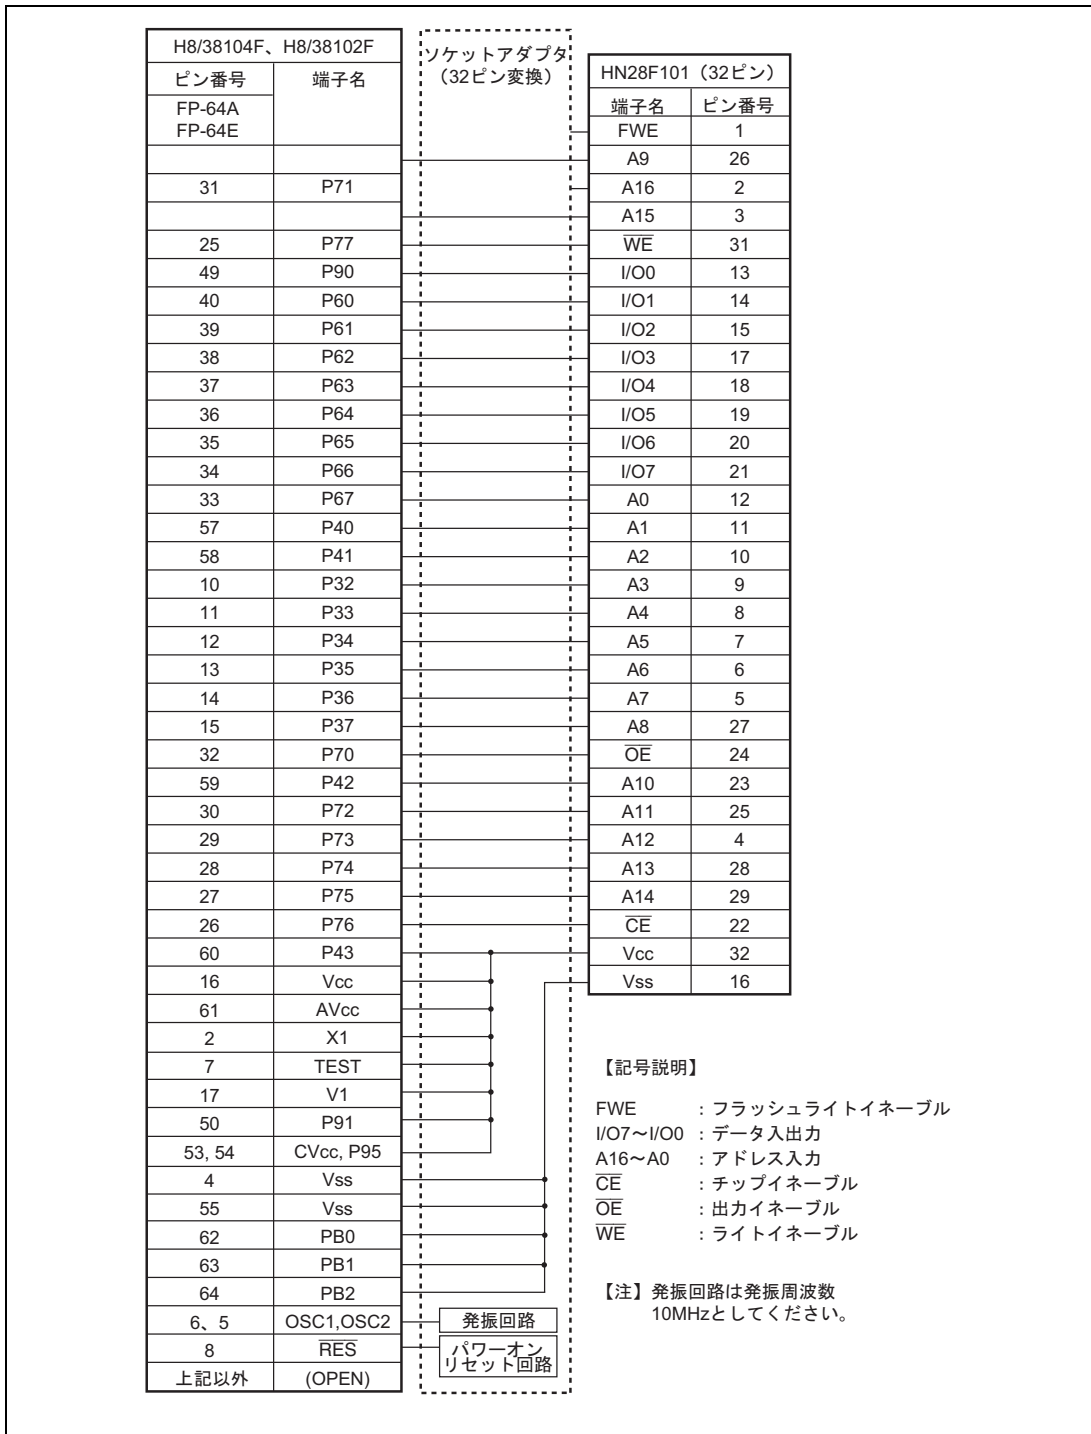 H8/38104F、H8/38102F
ピン番号 端子名
FP-64A
FP-64E
31 P71
25 P77
49 P90
40 P60
39 P61
38 P62
37 P63
36 P64
35 P65
34 P66
33 P67
57 P40
58 P41
10 P32
11 P33
12 P34
13 P35
14 P36
15 P37
32 P70
59 P42
30 P72
29 P73
28 P74
27 P75
26 P76
60 P43
16 Vcc
61 AVcc
2 X1
7 TEST
17 V1
50 P91
53, 54 CVcc, P95
4 Vss
55 Vss
62 PB0
63 PB1
64 PB2
6、5 OSC1,OSC2
8 RES
上記以外 (OPEN)
ソケットアダプタ
（32ピン変換）
発振回路
パワーオン
リセット回路
HN28F101（32ピン）
端子名 ピン番号
FWE 1
A9 26
A16 2
A15 3
WE 31
I/O0 13
I/O1 14
I/O2 15
I/O3 17
I/O4 18
I/O5 19
I/O6 20
I/O7 21
A0 12
A1 11
A2 10
A3 9
A4 8
A5 7
A6 6
A7 5
A8 27
OE 24
A10 23
A11 25
A12 4
A13 28
A14 29
CE 22
Vcc 32
Vss 16
【記号説明】
FWE ：フラッシュライトイネーブル
I/O7～I/O0 ：データ入出力
A16～A0 ：アドレス入力
CE ：チップイネーブル
OE ：出力イネーブル
WE ：ライトイネーブル
【注】発振回路は発振周波数
10MHzとしてください。